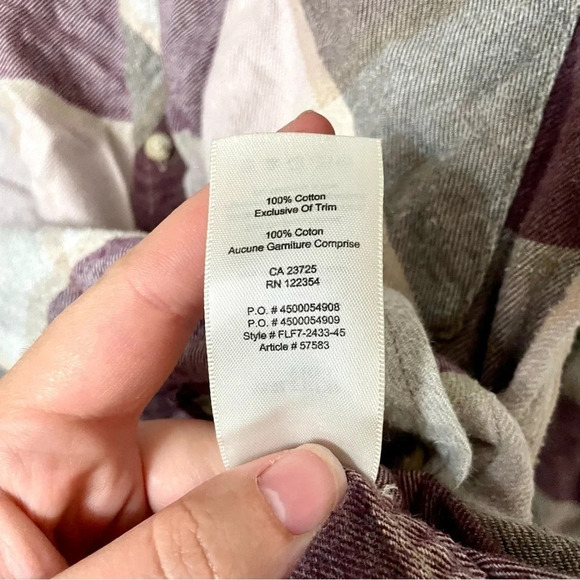 100% Cotton
Exclusive Of Trim
100% Coton
Aucune Garniture Comprise
CA 23725
RN 122354
P.O. # 4500054908
P.O. # 4500054909
Style # FLF7-2433-45
Article # 57583